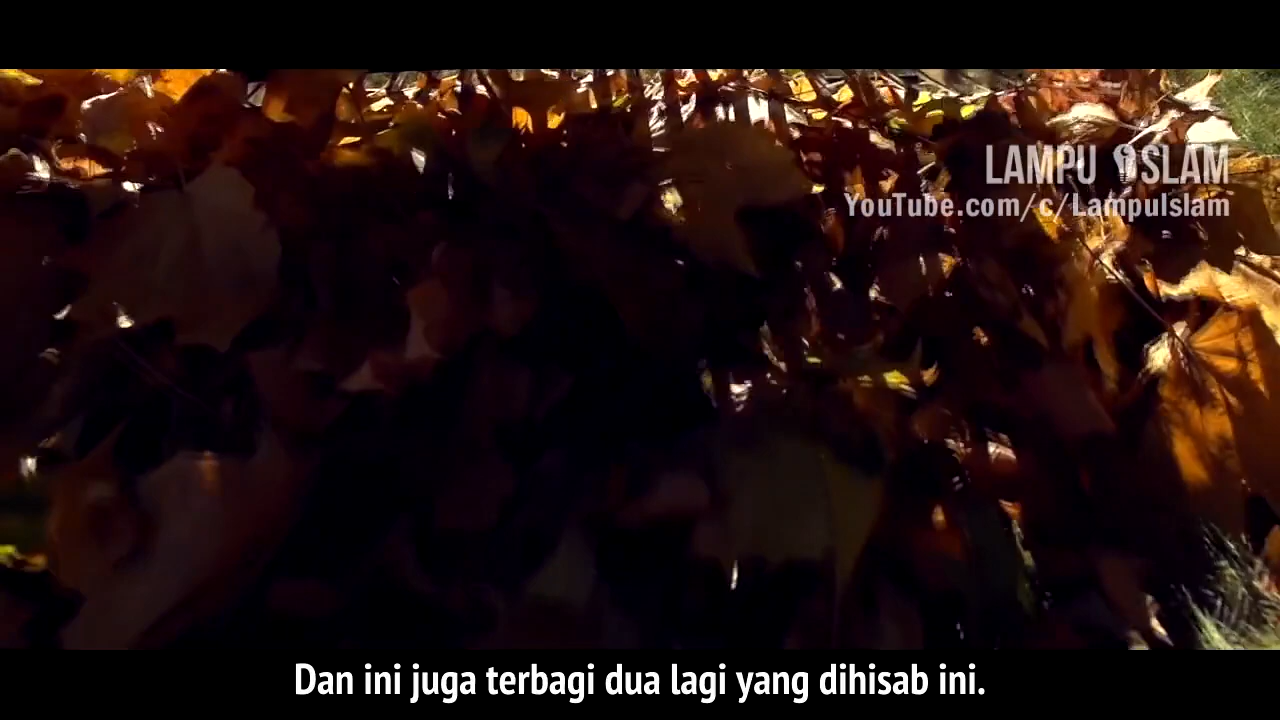 LAMPU ISLAM
YouTube.com/c/LampuIslam
Dan ini juga terbagi dua lagi yang dihisab ini.